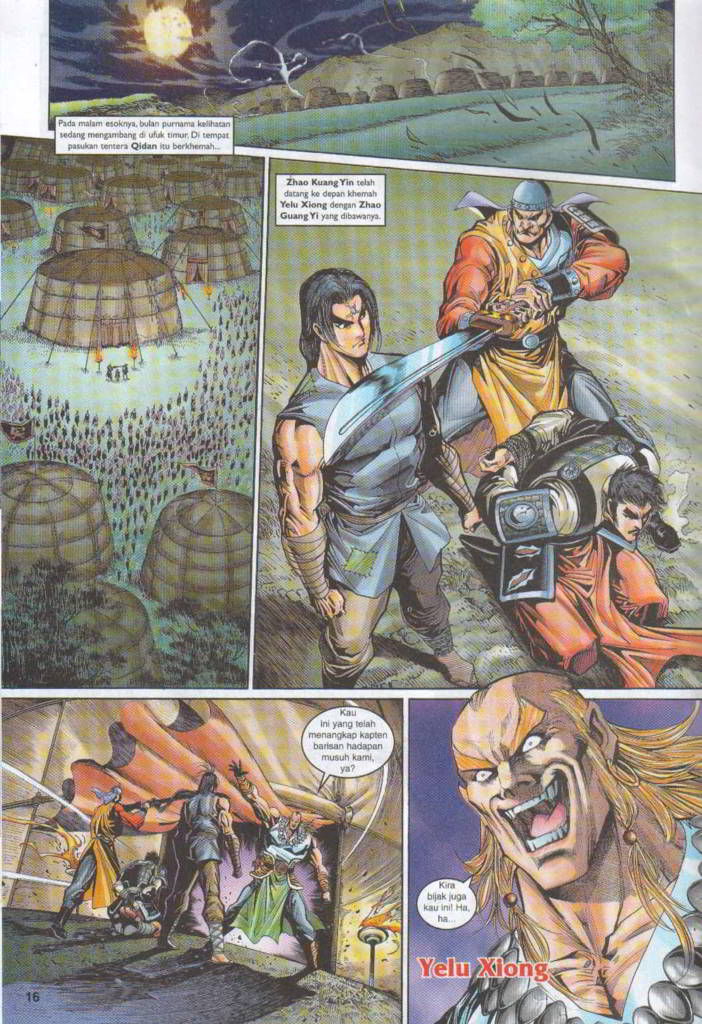 Pada malam esoknya, bulan purnama kelihatan
sedang mengambang di ufuk timur. Di tempat
pasukan tentera Qidan itu berkhemah...
Zhao Kuang Yin telah
datang ke depan khemah
Yelu Xiong dengan Zhao
Guang Yi yang dibawanya.
Kau
ini yang telah
menangkap kapten
barisan hadapan
musuh kami,
ya?
Kira
bijak juga
kau ini! Ha,
ha...
Yelu Xiong
16